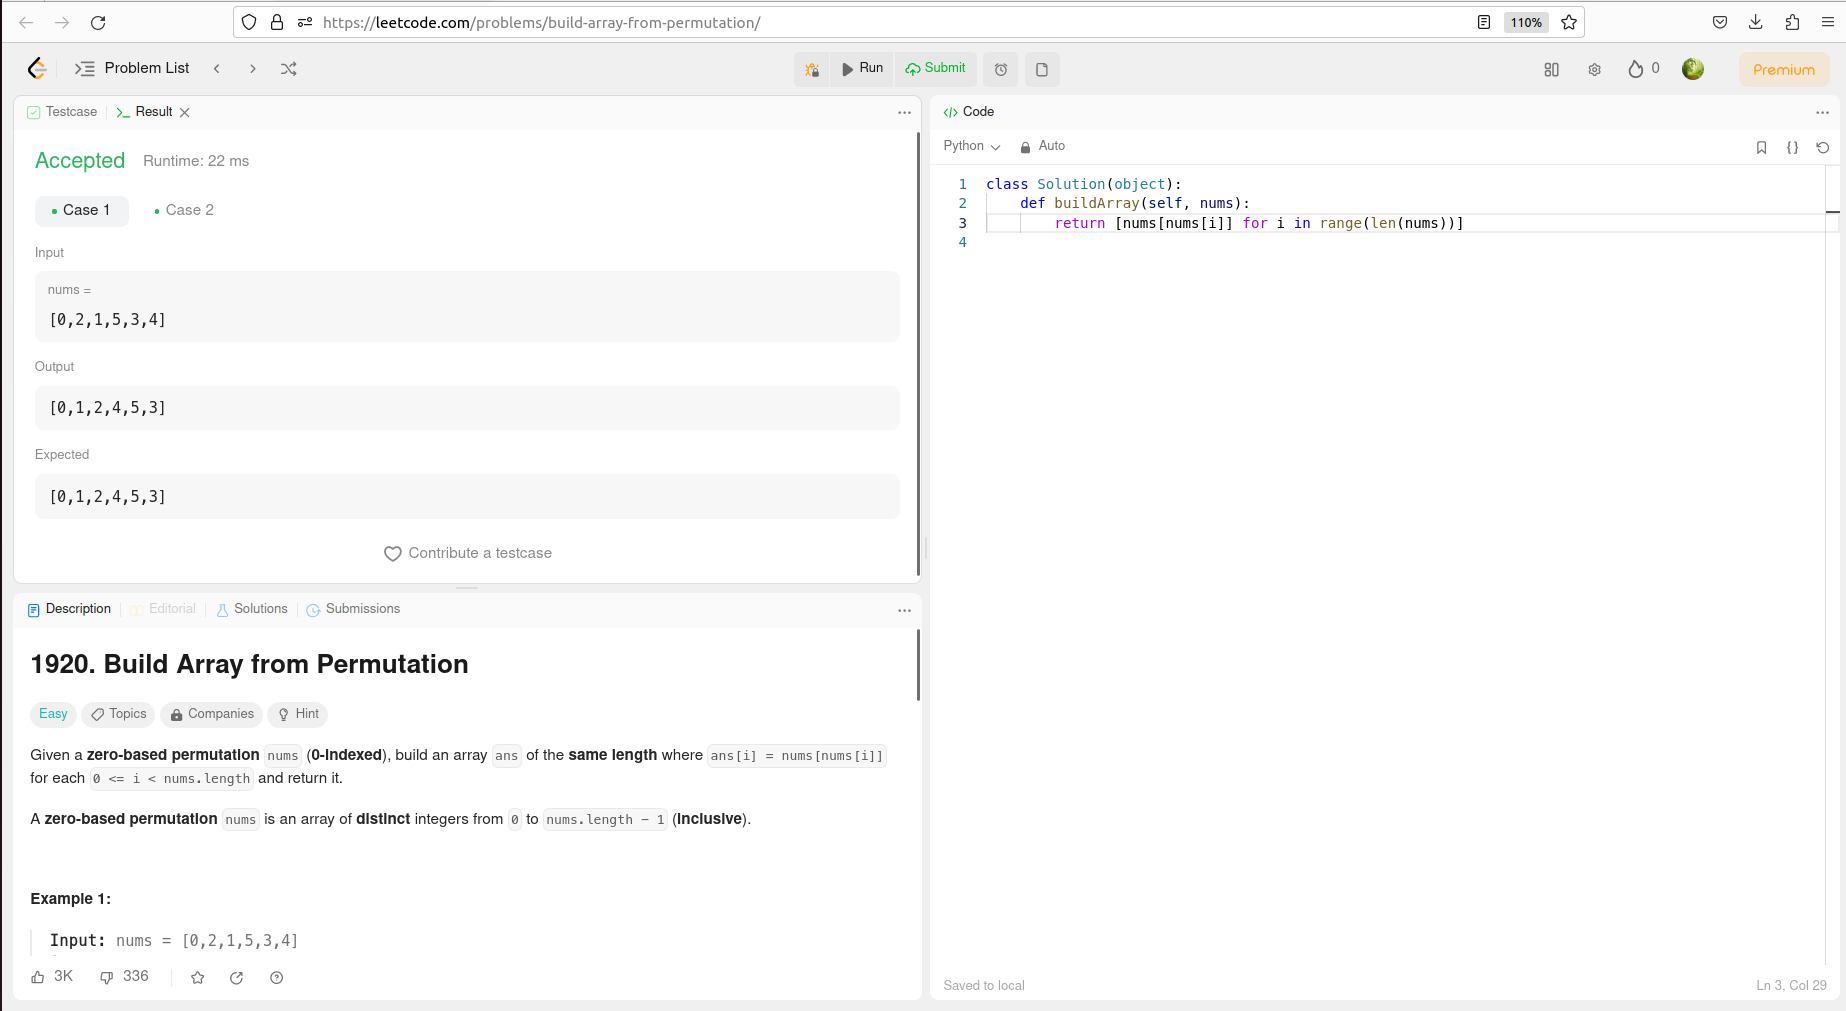 https://leetcode.com/problems/build-array-from-permutation/
110%
Problem List
Run
Submit
0
Premium
Testcase
Result
Accepted
Runtime: 22 ms
Case 1
Case 2
Input
nums =
[0,2,1,5,3,4]
Output
[0,1,2,4,5,3]
Expected
[0,1,2,4,5,3]
Contribute a testcase
Description
Editorial
Solutions
Submissions
1920. Build Array from Permutation
Easy
Topics
Companies
Hint
Given a zero-based permutation nums (0-indexed), build an array ans of the same length where ans[i] = nums[nums[i]]
for each 0 <= i < nums.length and return it.
A zero-based permutation nums is an array of distinct integers from 0 to nums.length - 1 (inclusive).
Example 1:
Input: nums = [0,2,1,5,3,4]
3K
336
Code
Python
Auto
1 class Solution(object):
2     def buildArray(self, nums):
3         return [nums[nums[i]] for i in range(len(nums))]
4
Saved to local
Ln 3, Col 29